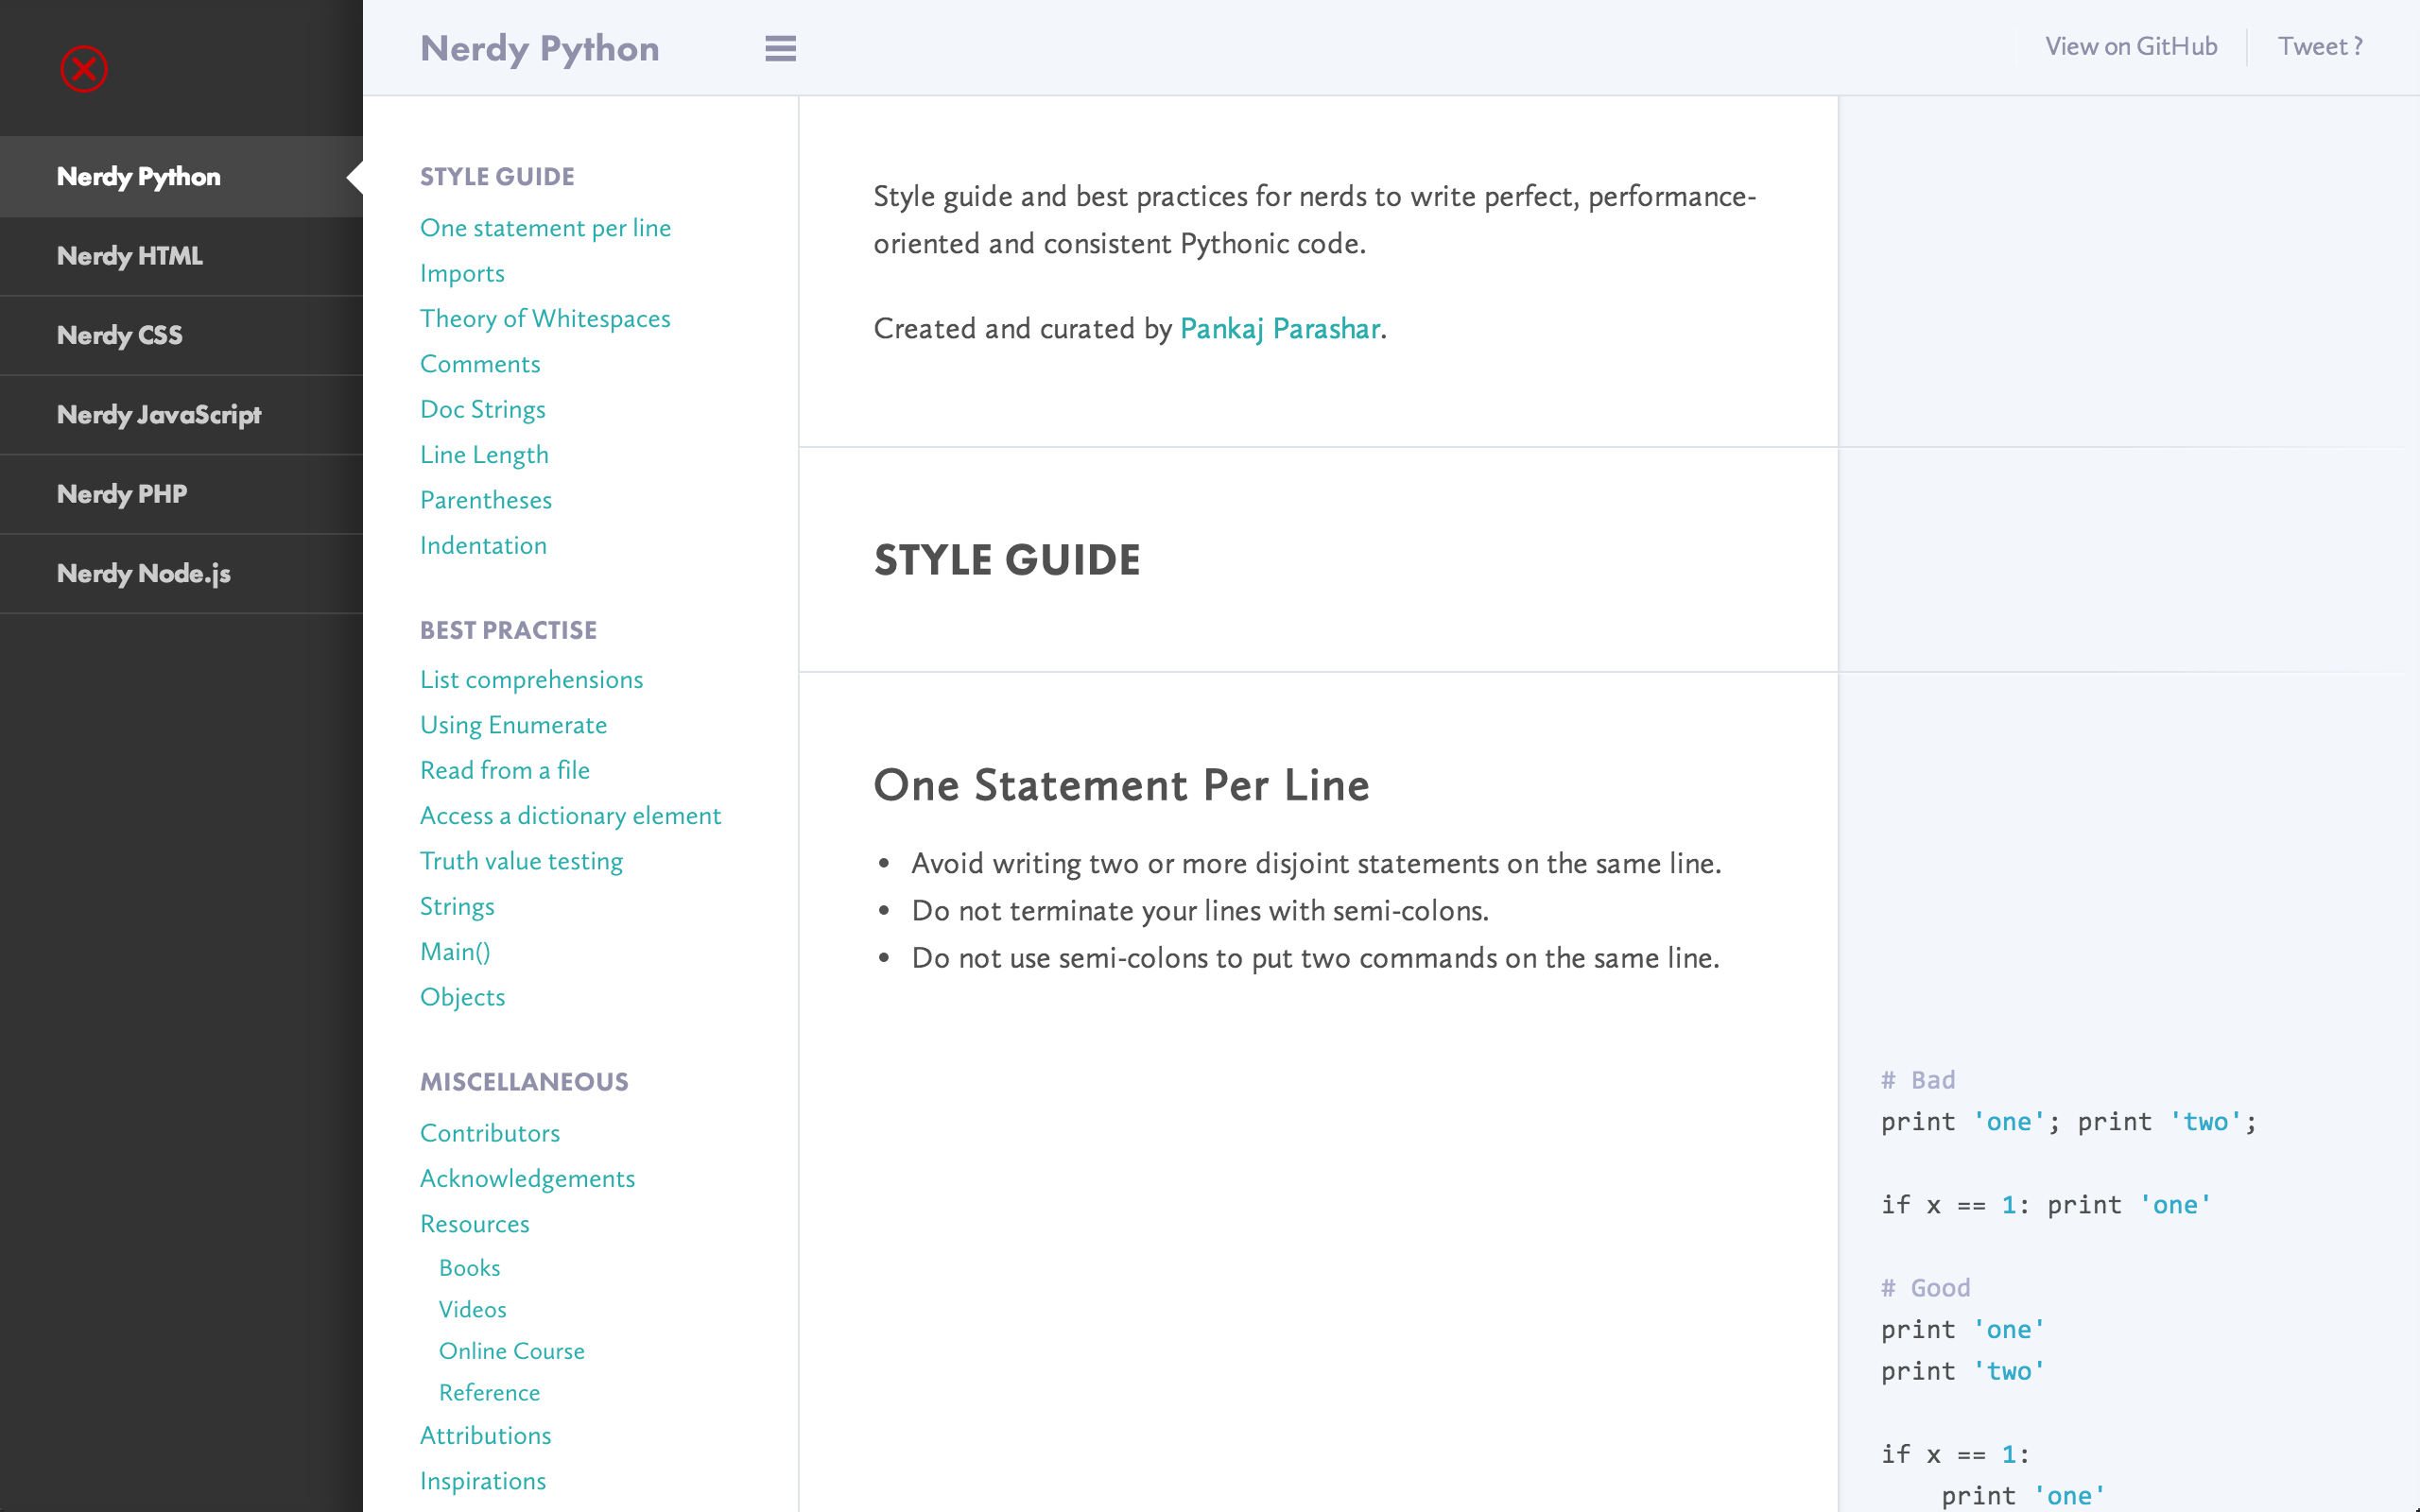 Nerdy Python
Nerdy HTML
Nerdy CSS
Nerdy JavaScript
Nerdy PHP
Nerdy Node.js
Nerdy Python
View on GitHub
Tweet ?
STYLE GUIDE
One statement per line
Imports
Theory of Whitespaces
Comments
Doc Strings
Line Length
Parentheses
Indentation
BEST PRACTISE
List comprehensions
Using Enumerate
Read from a file
Access a dictionary element
Truth value testing
Strings
Main()
Objects
MISCELLANEOUS
Contributors
Acknowledgements
Resources
Books
Videos
Online Course
Reference
Attributions
Inspirations
Style guide and best practices for nerds to write perfect, performance-
oriented and consistent Pythonic code.
Created and curated by Pankaj Parashar.
STYLE GUIDE
One Statement Per Line
• Avoid writing two or more disjoint statements on the same line.
• Do not terminate your lines with semi-colons.
• Do not use semi-colons to put two commands on the same line.
# Bad
print 'one'; print 'two';
if x == 1: print 'one'
# Good
print 'one'
print 'two'
if x == 1:
    print 'one'